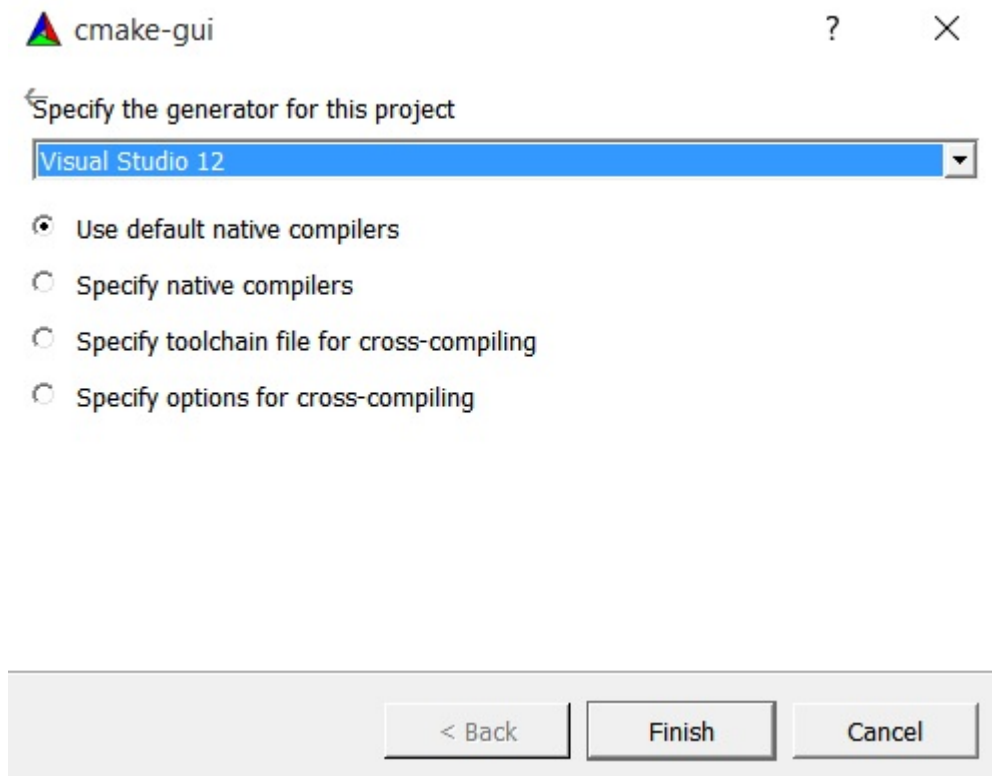 cmake-gui
?
Specify the generator for this project
Visual Studio 12
Use default native compilers
Specify native compilers
Specify toolchain file for cross-compiling
Specify options for cross-compiling
< Back
Finish
Cancel